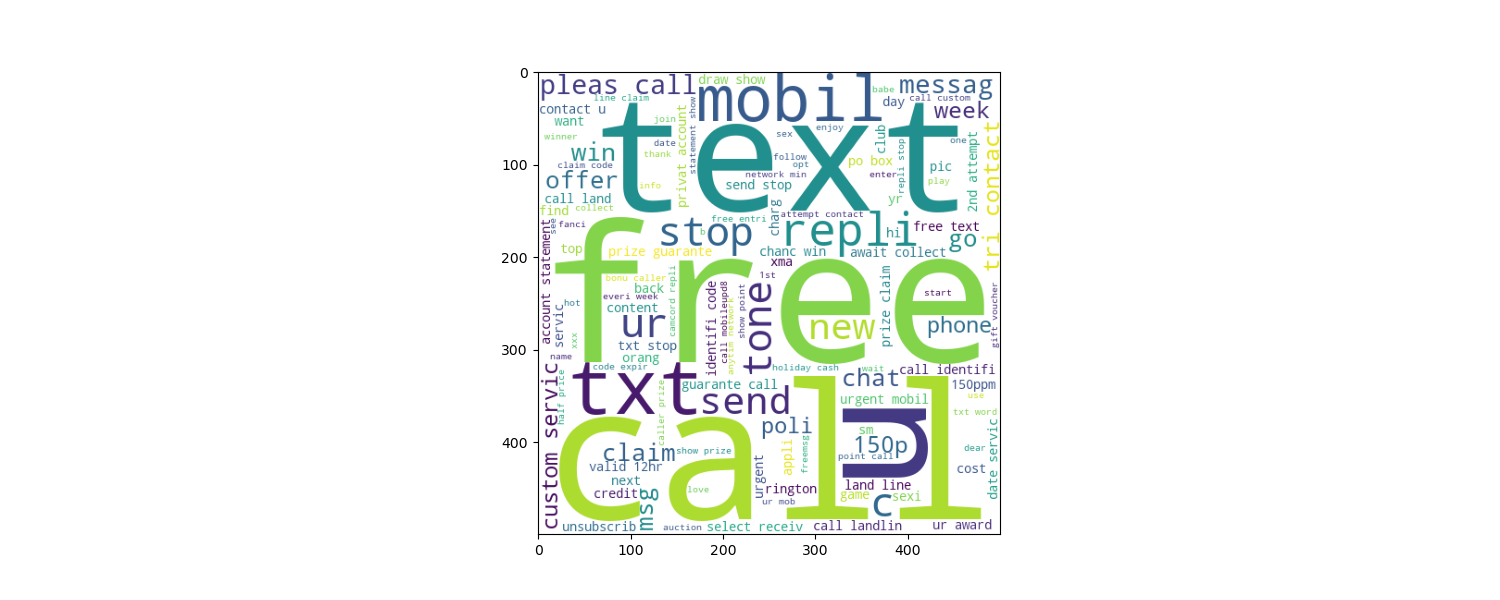 0
100
200
300
400
0 100 200 300 400
pleas call
draw show
mobil
messag
line claim
babe
day
call custom
contact u
week
want
join
text
winner
date
statement show
sex
enjoy
club
one
win
thank
privat account
follow
opt
po box
repli stop
2nd attempt
tri contact
claim code
network min
enter
pic
offer
info
send stop
play
call land
yr
find
collect
charg
attempt contact
free entri
see
fanci
stop
b
repli
hi
free text
go
top
prize guarante
chanc win
await collect
account statement
free
xma
bonu caller
1st
back
everi week
start
hot
content
camcord repli
identifi code
call mobileupd8
anytim network
show point
tone
prize claim
gift voucher
servic
ur
new
phone
xxx
txt stop
name
orang
code expir
holiday cash
wait
call identifi
txt
guarante call
chat
150ppm
half price
send
urgent mobil
use
custom servic
caller prize
u
txt word
call
poli
sm
claim
show prize
appli
freemsg
150p
dear
date servic
valid 12hr
point call
cost
next
urgent
land line
credit
love
rington
game
sexi
msg
ur mob
c
unsubscrib
auction
select receiv
call landlin
ur award